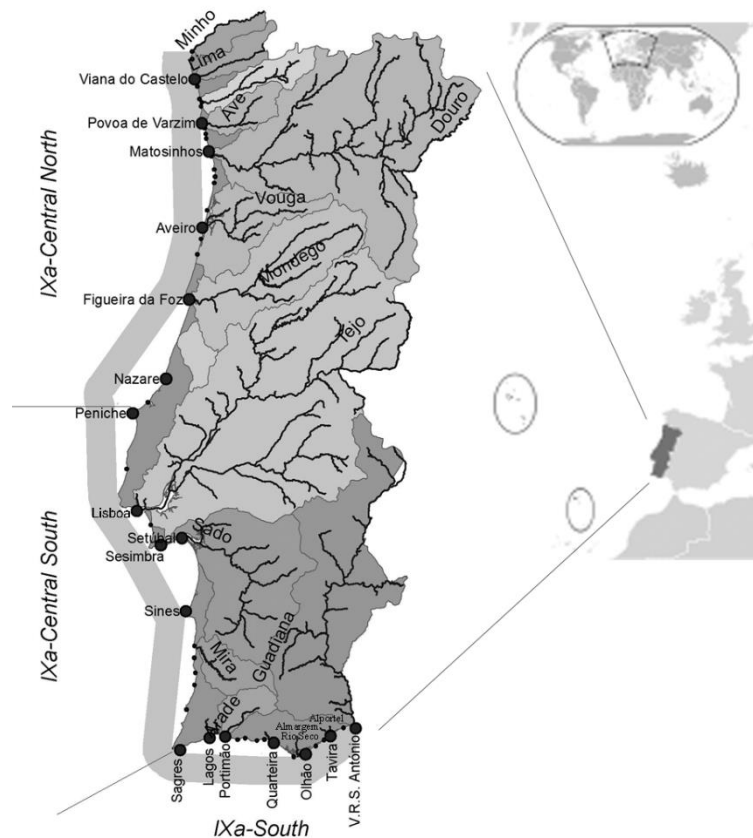 Minho
Lima
Viana do Castelo
Ave
Povoa de Varzim
Douro
Matosinhos
IXa-Central North
Vouga
Aveiro
Mondego
Figueira da Foz
Tejo
Nazare
Peniche
Lisboa
Sado
Setubal
Sesimbra
IXa-Central South
Sines
Mira
Guadiana
Arade
Alportel
Almargem
Rio Seco
Sagres
Lagos
Portimão
Quarteira
Olhão
Tavira
V.R.S. António
IXa-South